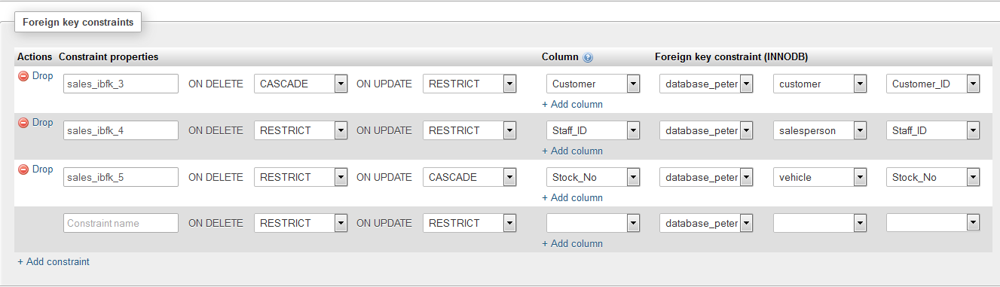 Foreign key constraints
Actions Constraint properties Column Foreign key constraint (INNODB)
Drop sales_ibfk_3 ON DELETE CASCADE ON UPDATE RESTRICT Customer database_peter customer Customer_ID
+ Add column
Drop sales_ibfk_4 ON DELETE RESTRICT ON UPDATE RESTRICT Staff_ID database_peter salesperson Staff_ID
+ Add column
Drop sales_ibfk_5 ON DELETE RESTRICT ON UPDATE CASCADE Stock_No database_peter vehicle Stock_No
+ Add column
Constraint name ON DELETE RESTRICT ON UPDATE RESTRICT database_peter
+ Add column
+ Add constraint